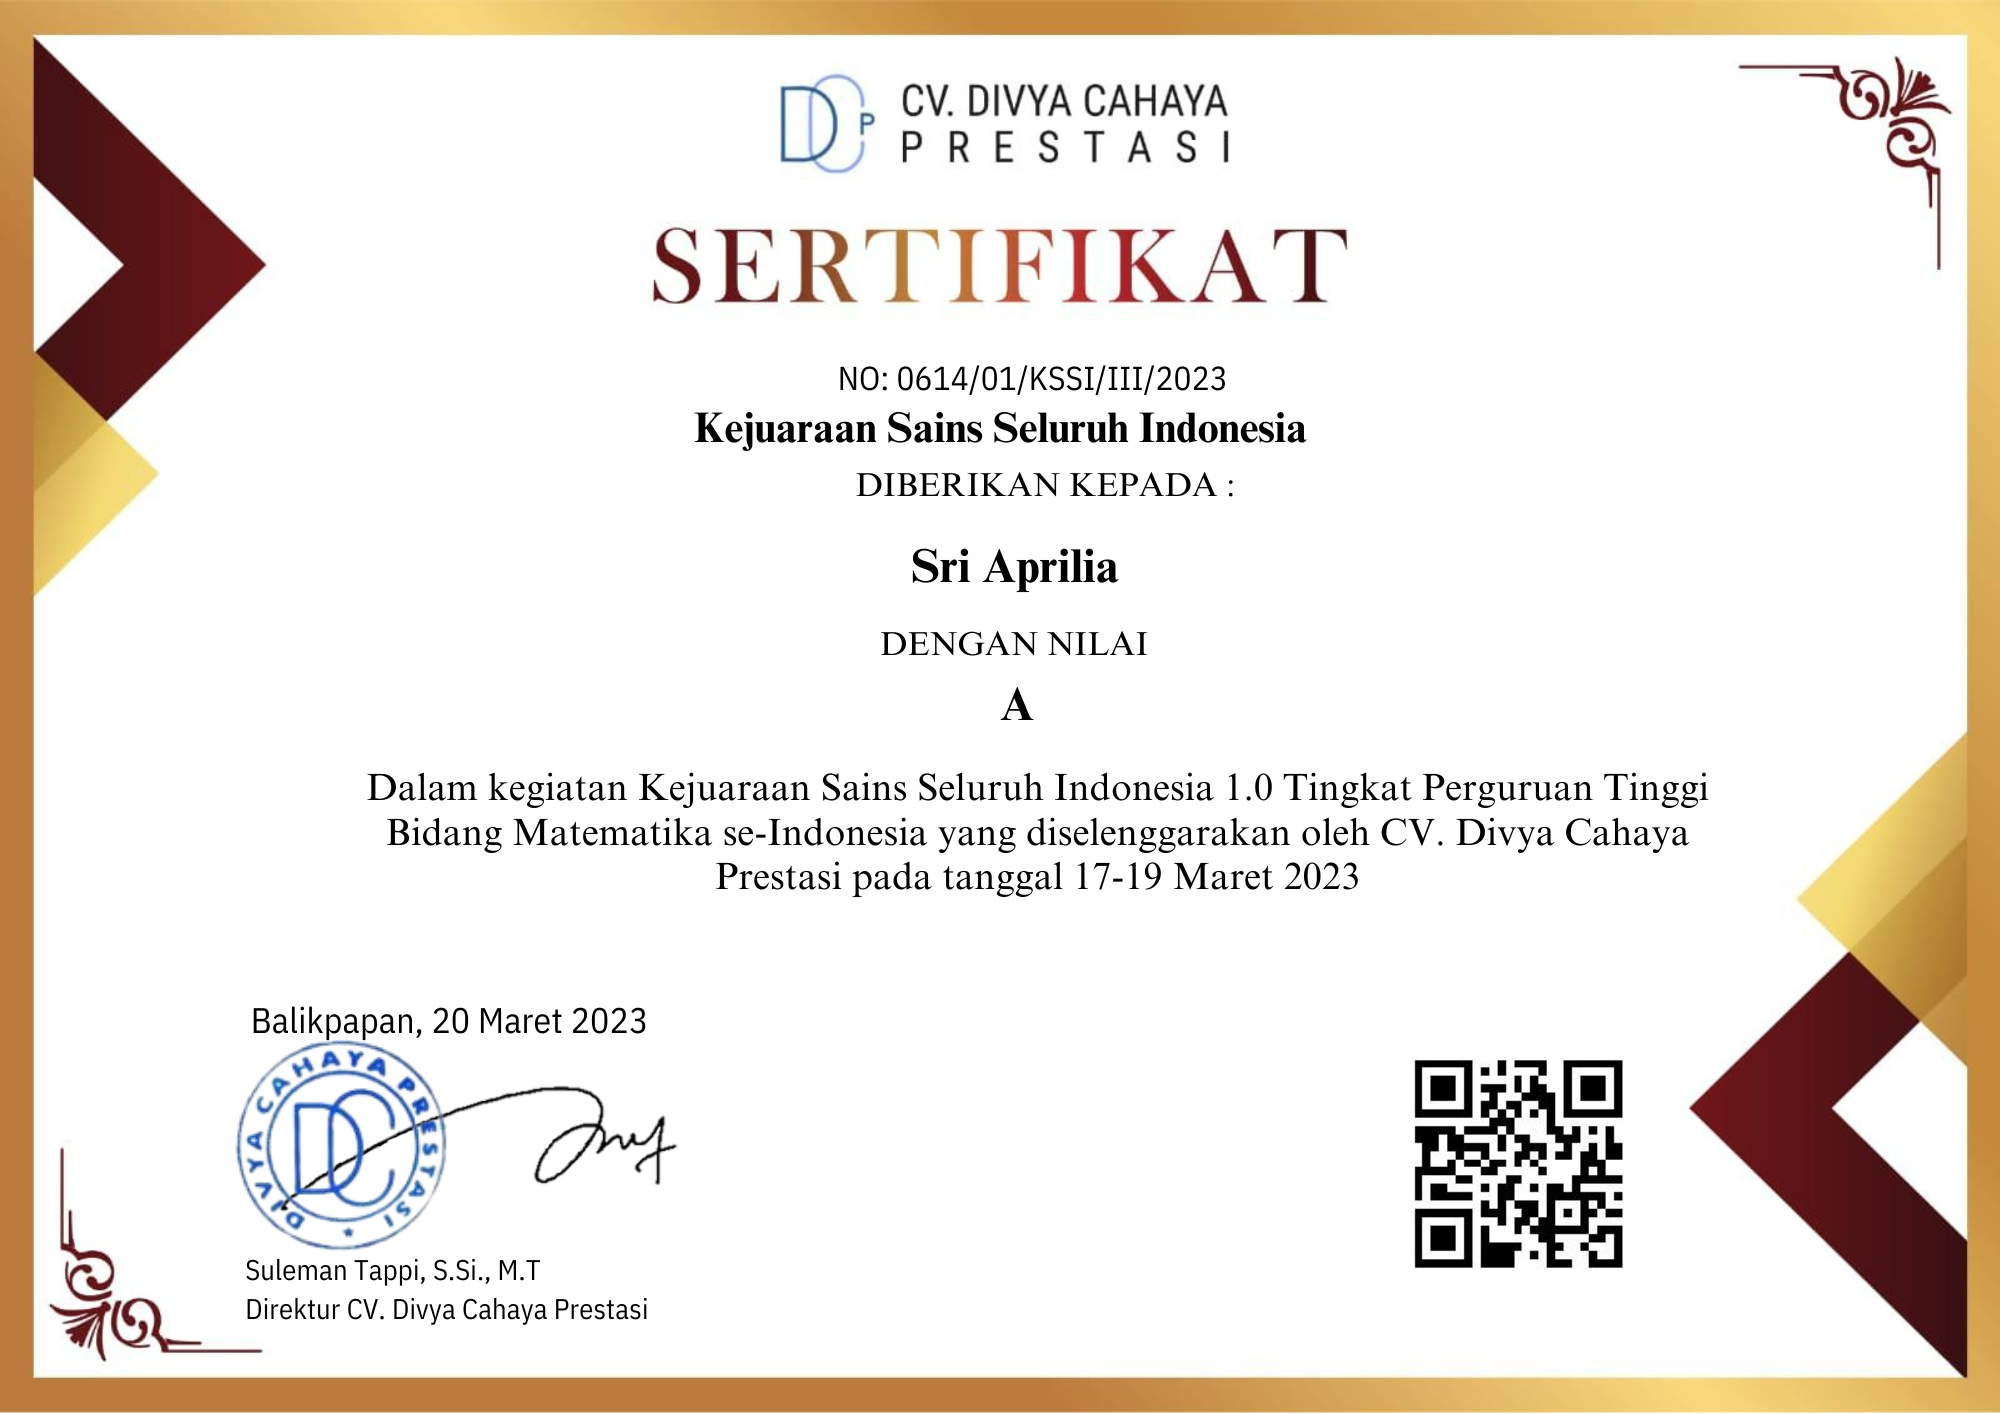 DC P
CV. DIVYA CAHAYA
PRESTASI
SERTIFIKAT
NO: 0614/01/KSSI/III/2023
Kejuaraan Sains Seluruh Indonesia
DIBERIKAN KEPADA :
Sri Aprilia
DENGAN NILAI
A
Dalam kegiatan Kejuaraan Sains Seluruh Indonesia 1.0 Tingkat Perguruan Tinggi
Bidang Matematika se-Indonesia yang diselenggarakan oleh CV. Divya Cahaya
Prestasi pada tanggal 17-19 Maret 2023
Balikpapan, 20 Maret 2023
DIVYA CAHAYA PRESTASI
DC
Suleman Tappi, S.Si., M.T
Direktur CV. Divya Cahaya Prestasi